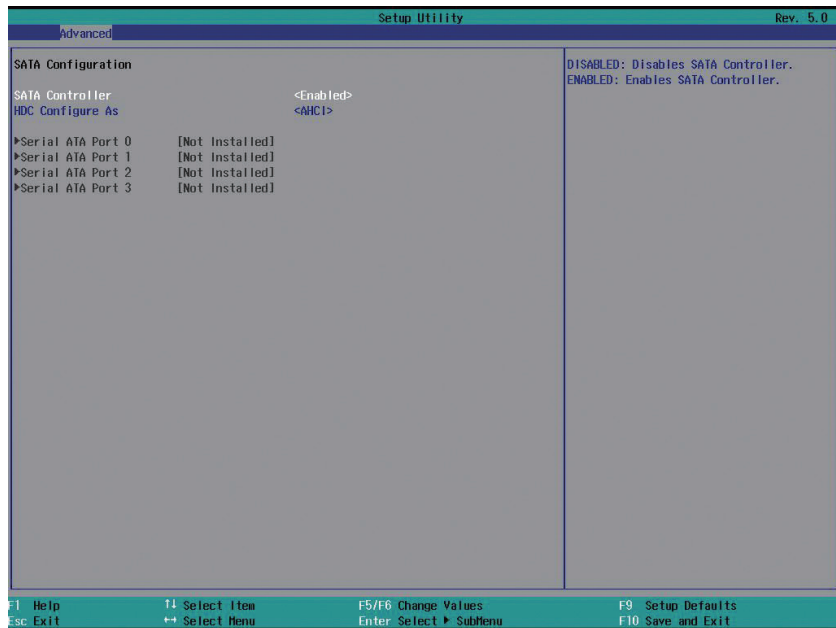 Setup Utility Rev. 5.0
Advanced
SATA Configuration
SATA Controller <Enabled>
HDC Configure As <AHCI>
▶Serial ATA Port 0 [Not Installed]
▶Serial ATA Port 1 [Not Installed]
▶Serial ATA Port 2 [Not Installed]
▶Serial ATA Port 3 [Not Installed]
DISABLED: Disables SATA Controller.
ENABLED: Enables SATA Controller.
F1 Help ↑↓ Select Item F5/F6 Change Values F9 Setup Defaults
Esc Exit ↔ Select Menu Enter Select ▶ SubMenu F10 Save and Exit